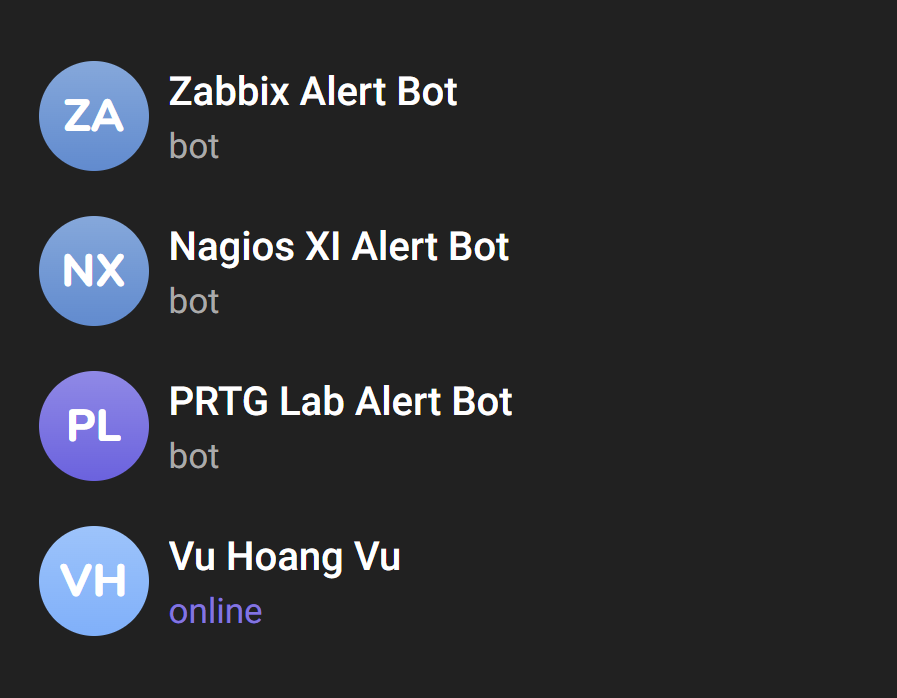 ZA
Zabbix Alert Bot
bot
NX
Nagios XI Alert Bot
bot
PL
PRTG Lab Alert Bot
bot
VH
Vu Hoang Vu
online